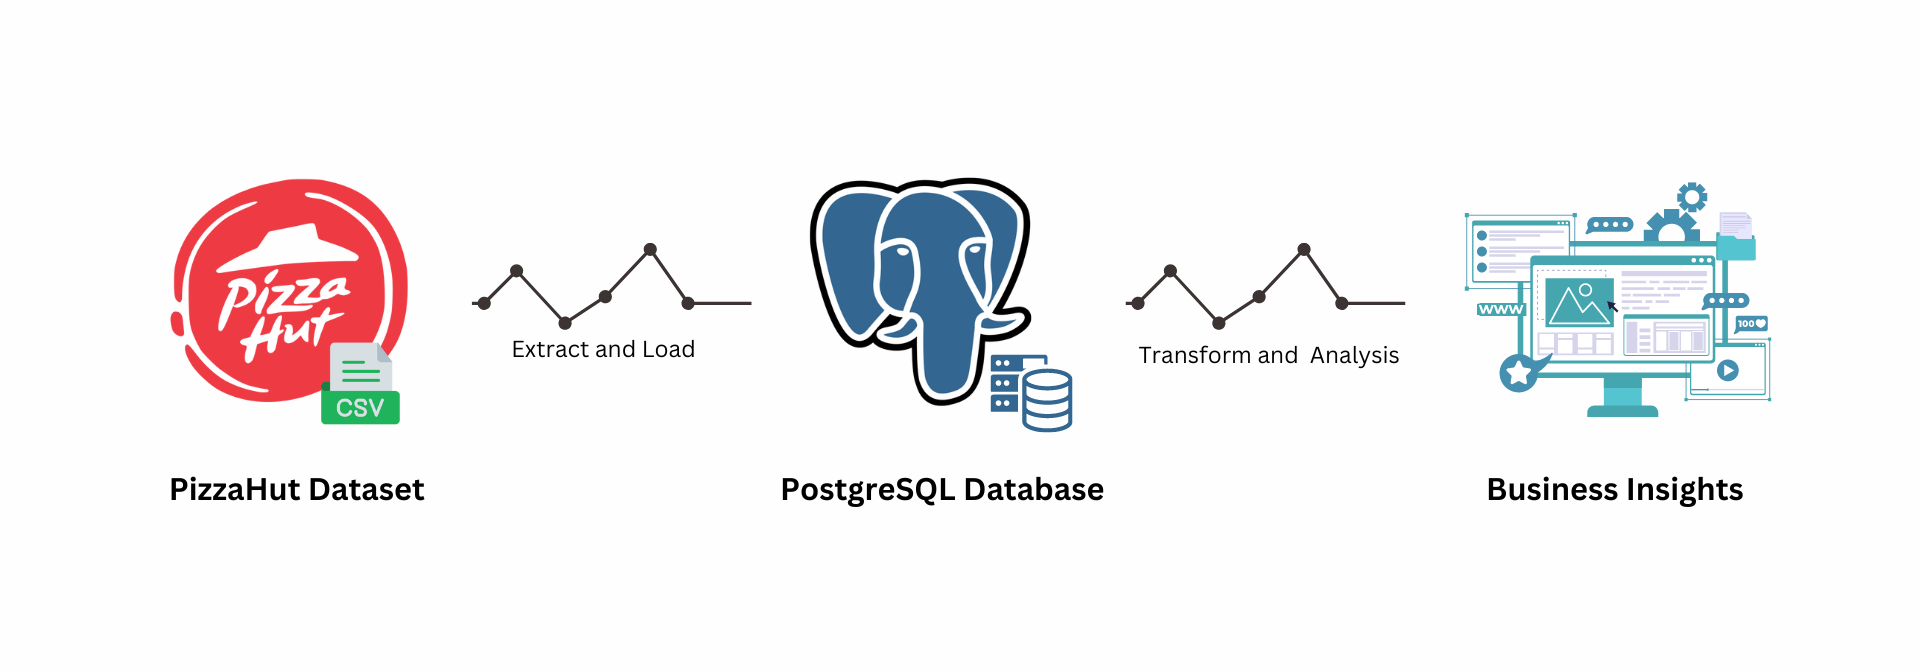 Pizza
Hut
CSV
Extract and Load
Transform and  Analysis
www
100
PizzaHut Dataset
PostgreSQL Database
Business Insights